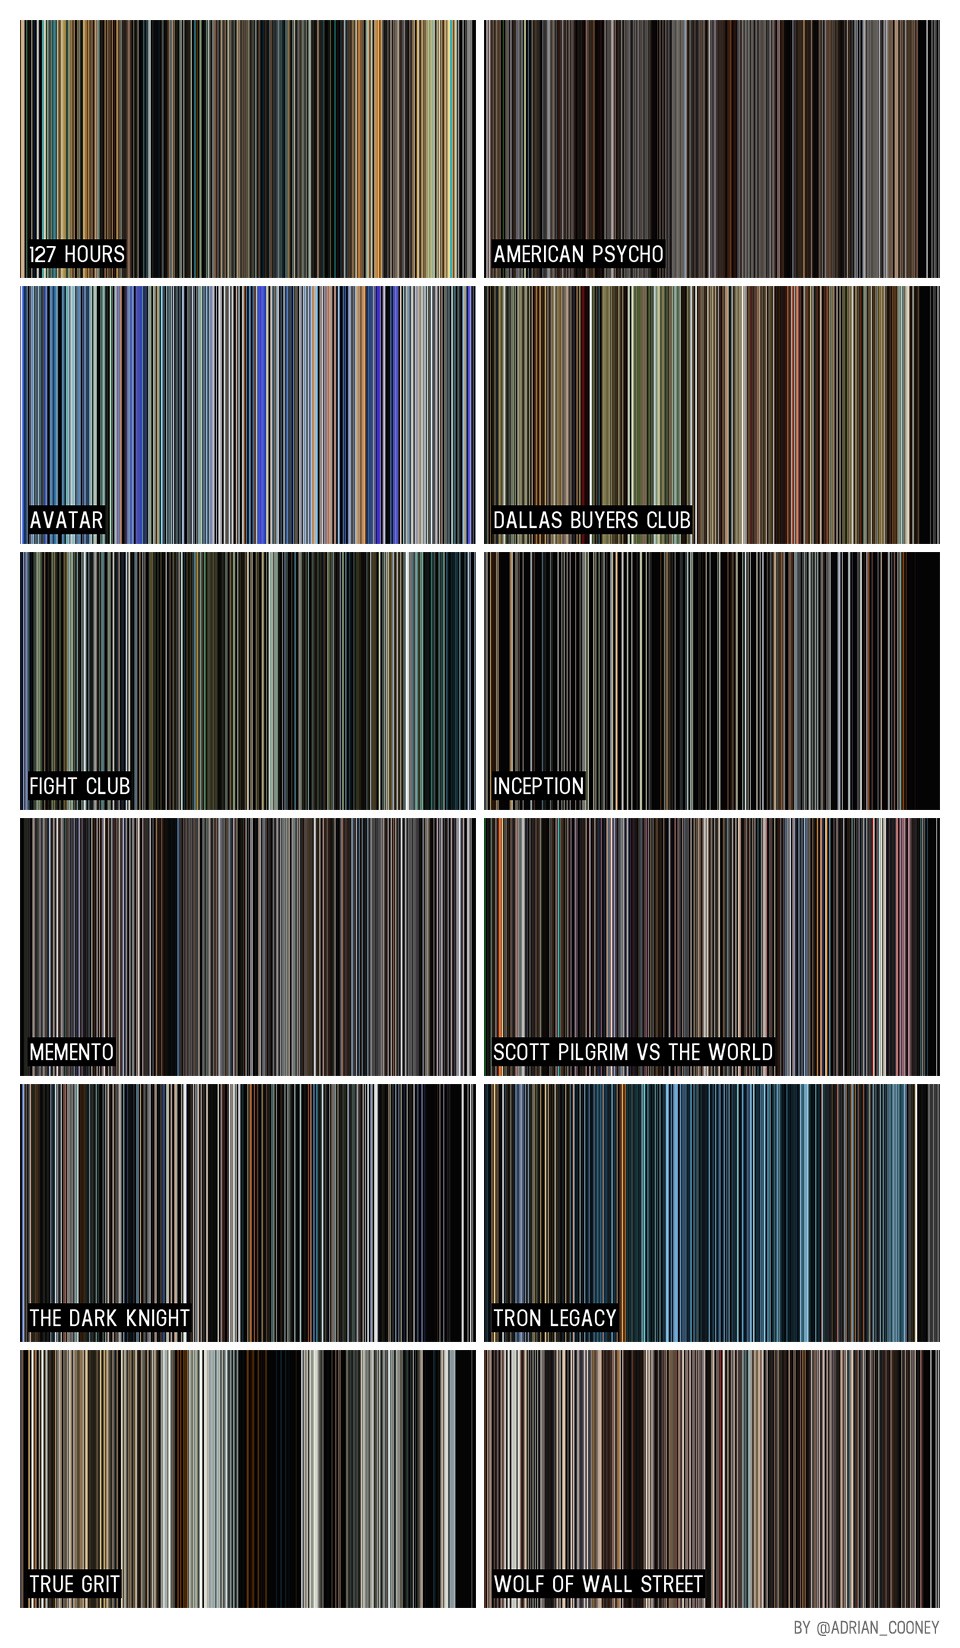 127 HOURS
AMERICAN PSYCHO
AVATAR
DALLAS BUYERS CLUB
FIGHT CLUB
INCEPTION
MEMENTO
SCOTT PILGRIM VS THE WORLD
THE DARK KNIGHT
TRON LEGACY
TRUE GRIT
WOLF OF WALL STREET
BY @ADRIAN_COONEY